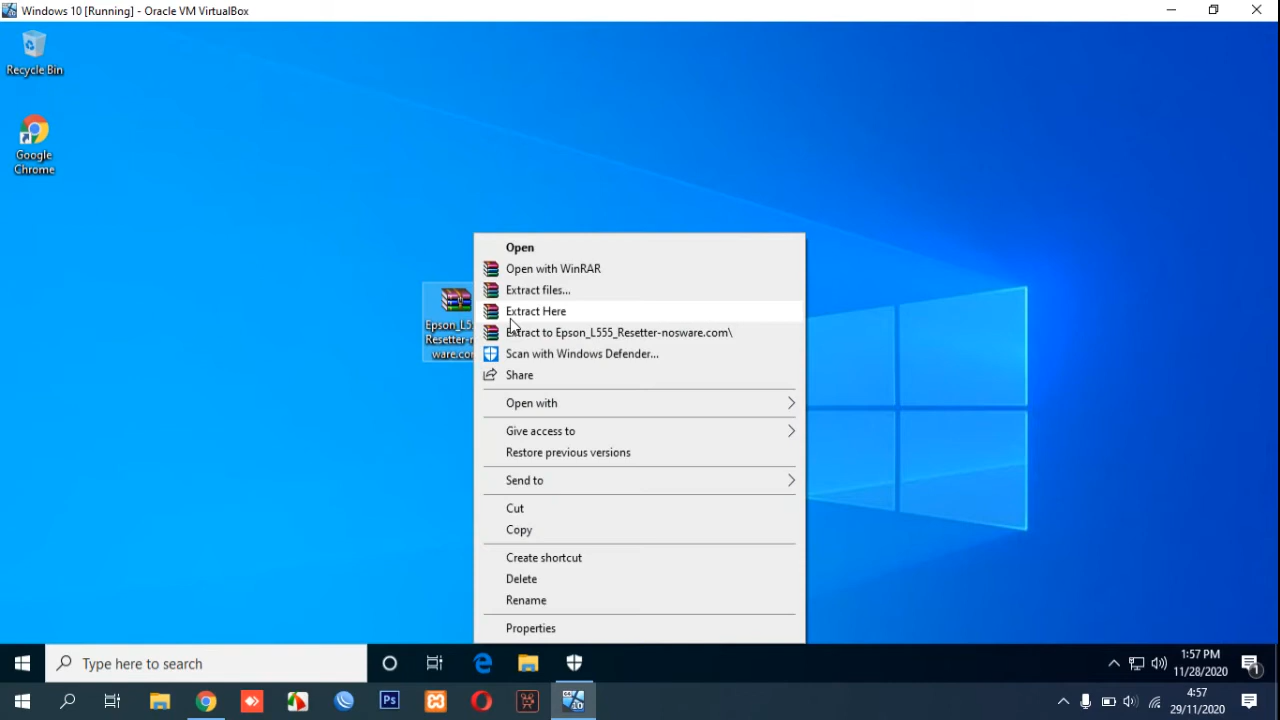 Windows 10 [Running] - Oracle VM VirtualBox
Recycle Bin
Google
Chrome
Epson_L5
Resetter-n
ware.co
Open
Open with WinRAR
Extract files...
Extract Here
Extract to Epson_L555_Resetter-nosware.com\
Scan with Windows Defender...
Share
Open with
Give access to
Restore previous versions
Send to
Cut
Copy
Create shortcut
Delete
Rename
Properties
Type here to search
1:57 PM
11/28/2020
1
Ps
4:57
29/11/2020